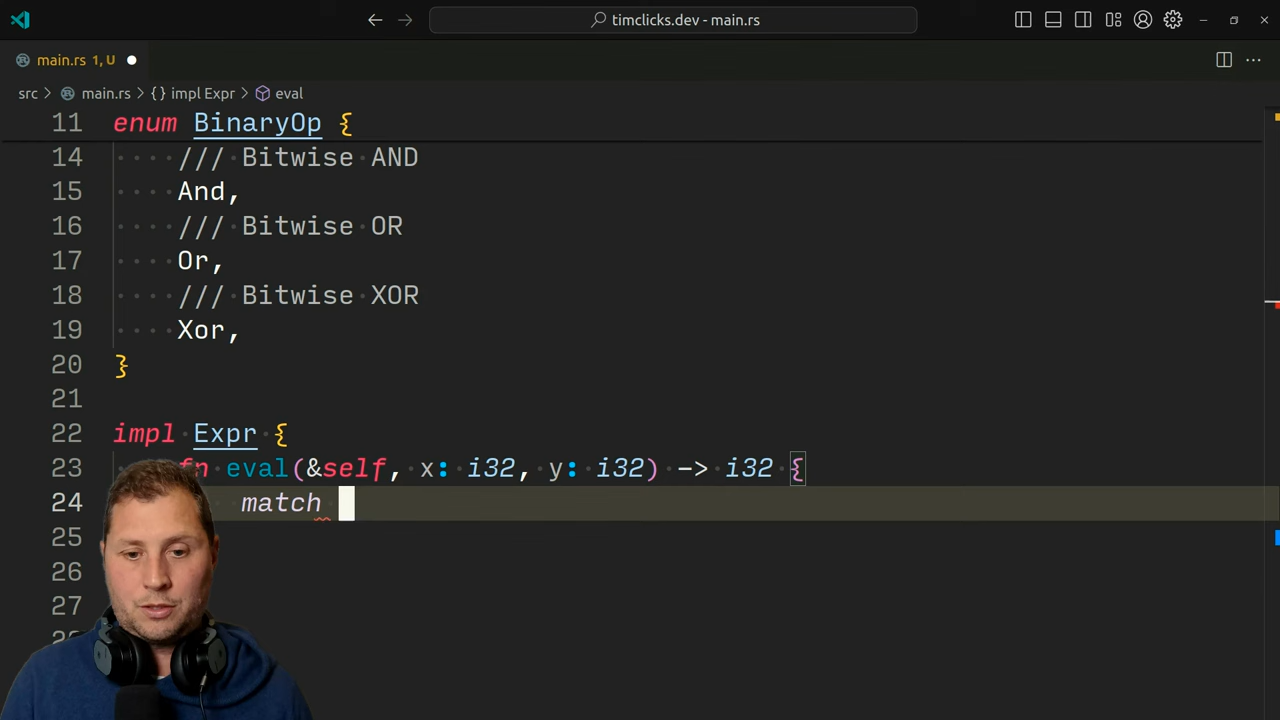 timclicks.dev - main.rs
main.rs 1, U
src > main.rs > {} impl Expr > eval
11 enum BinaryOp {
14 /// Bitwise AND
15 And,
16 /// Bitwise OR
17 Or,
18 /// Bitwise XOR
19 Xor,
20 }
21
22 impl Expr {
23 fn eval(&self, x: i32, y: i32) -> i32 {
24 match
25
26
27